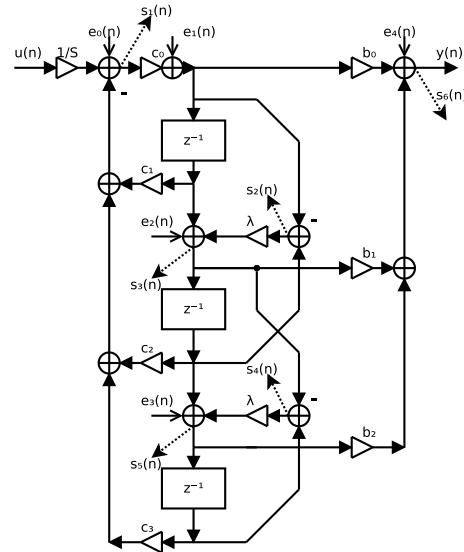 s₁(n)
e₀(n) e₁(n) e₄(n)
u(n) 1/S c₀ b₀ y(n)
-
s₆(n)
z⁻¹
c₁ s₂(n)
e₂(n) λ -
b₁
s₃(n)
z⁻¹
c₂ s₄(n)
e₃(n) λ -
b₂
s₅(n)
z⁻¹
c₃